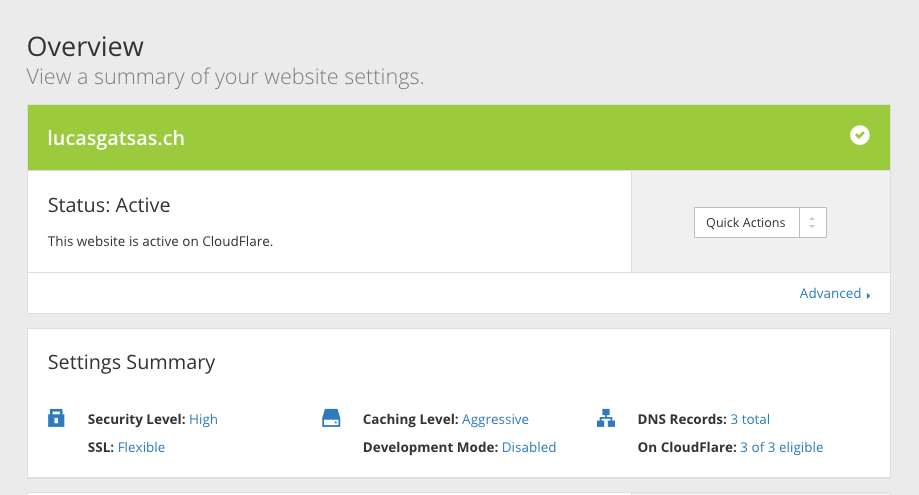 Overview
View a summary of your website settings.
lucasgatsas.ch
Status: Active
This website is active on CloudFlare.
Quick Actions
Advanced
Settings Summary
Security Level: High
Caching Level: Aggressive
DNS Records: 3 total
SSL: Flexible
Development Mode: Disabled
On CloudFlare: 3 of 3 eligible